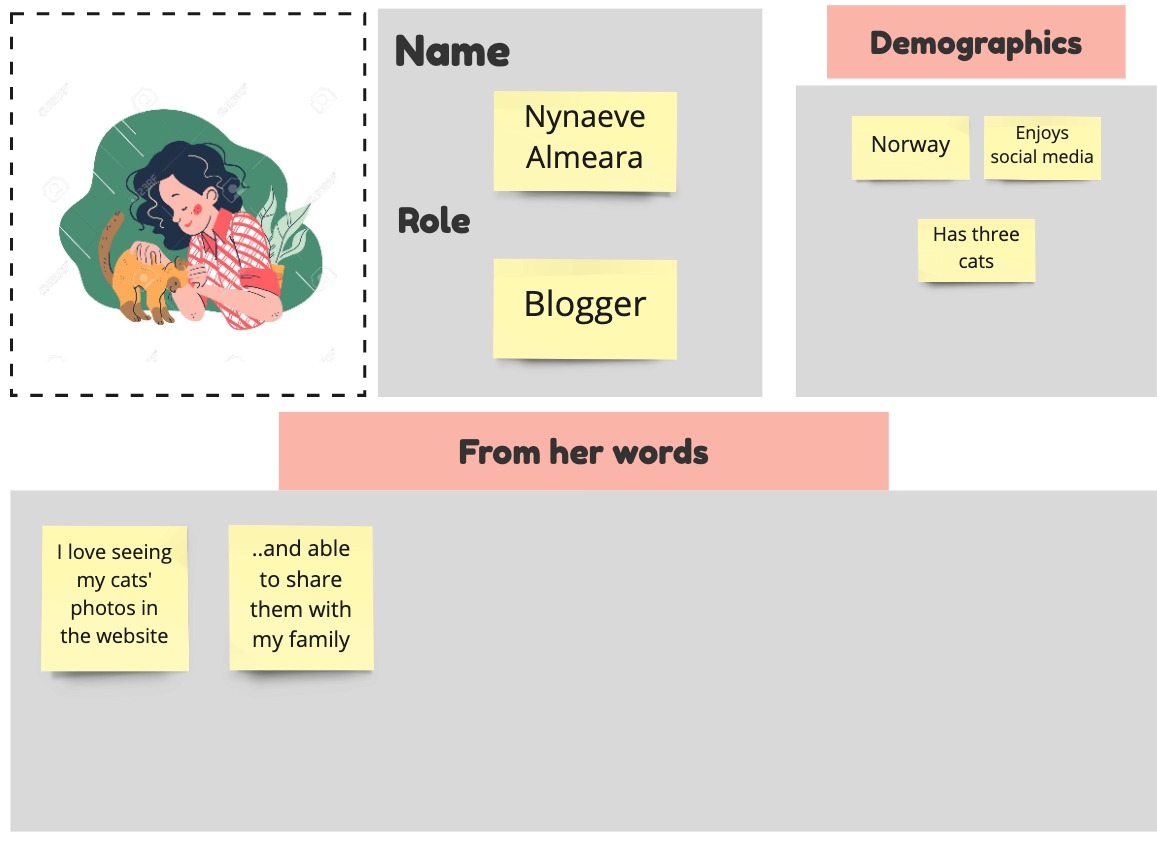 Name
Nynaeve
Almeara
Role
Blogger
Demographics
Norway
Enjoys
social media
Has three
cats
From her words
I love seeing
my cats'
photos in
the website
..and able
to share
them with
my family